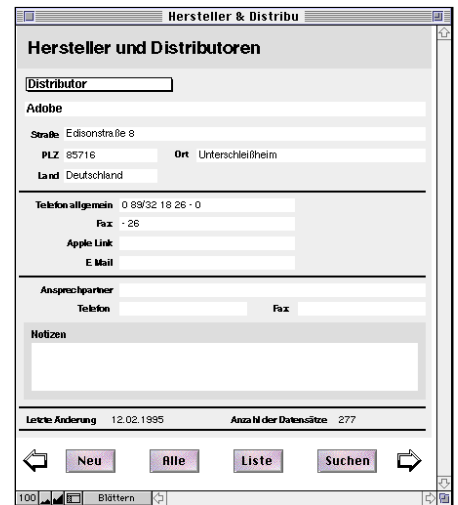 Hersteller & Distribu
Hersteller und Distributoren
Distributor
Adobe
Straße Edisonstraße 8
PLZ 85716 Ort Unterschleißheim
Land Deutschland
Telefon allgemein 0 89/32 18 26 - 0
Fax - 26
Apple Link
E Mail
Ansprechpartner
Telefon Fax
Notizen
Letzte Änderung 12.02.1995 Anzahl der Datensätze 277
Neu Alle Liste Suchen
100 Blättern